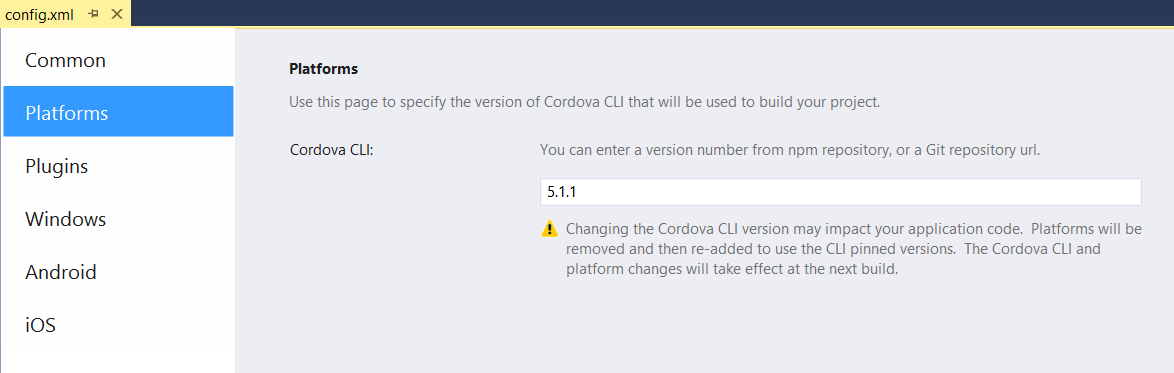 config.xml
Common
Platforms
Plugins
Windows
Android
iOS
Platforms
Use this page to specify the version of Cordova CLI that will be used to build your project.
Cordova CLI:
You can enter a version number from npm repository, or a Git repository url.
5.1.1
Changing the Cordova CLI version may impact your application code. Platforms will be
removed and then re-added to use the CLI pinned versions. The Cordova CLI and
platform changes will take effect at the next build.